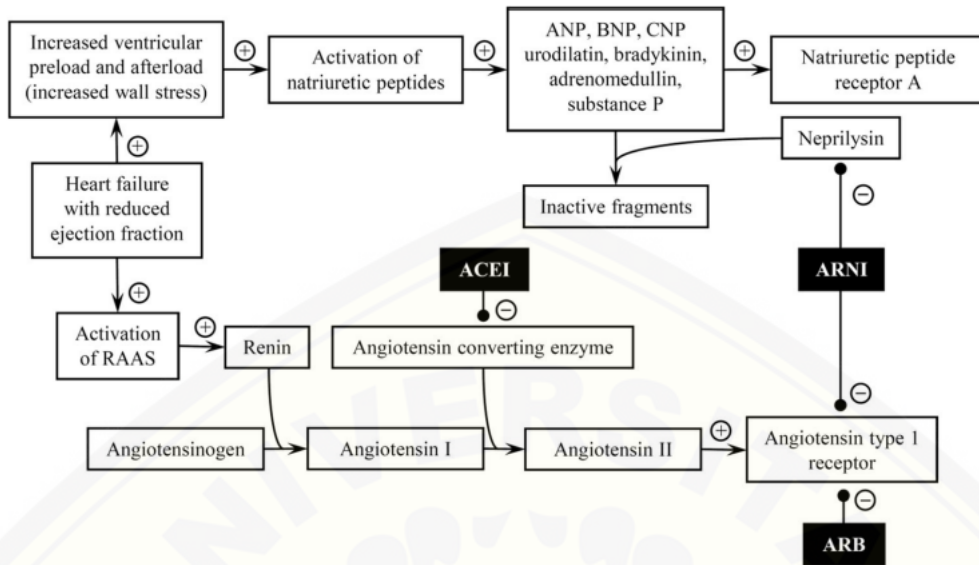 Increased ventricular
preload and afterload
(increased wall stress)
+
Activation of
natriuretic peptides
+
ANP, BNP, CNP
urodilatin, bradykinin,
adrenomedullin,
substance P
+
Natriuretic peptide
receptor A
+
Heart failure
with reduced
ejection fraction
Neprilysin
Inactive fragments
−
ACEI
ARNI
+
−
Activation
of RAAS
+
Renin
Angiotensin converting enzyme
−
Angiotensinogen
Angiotensin I
Angiotensin II
+
Angiotensin type 1
receptor
−
ARB
NIVERSIT